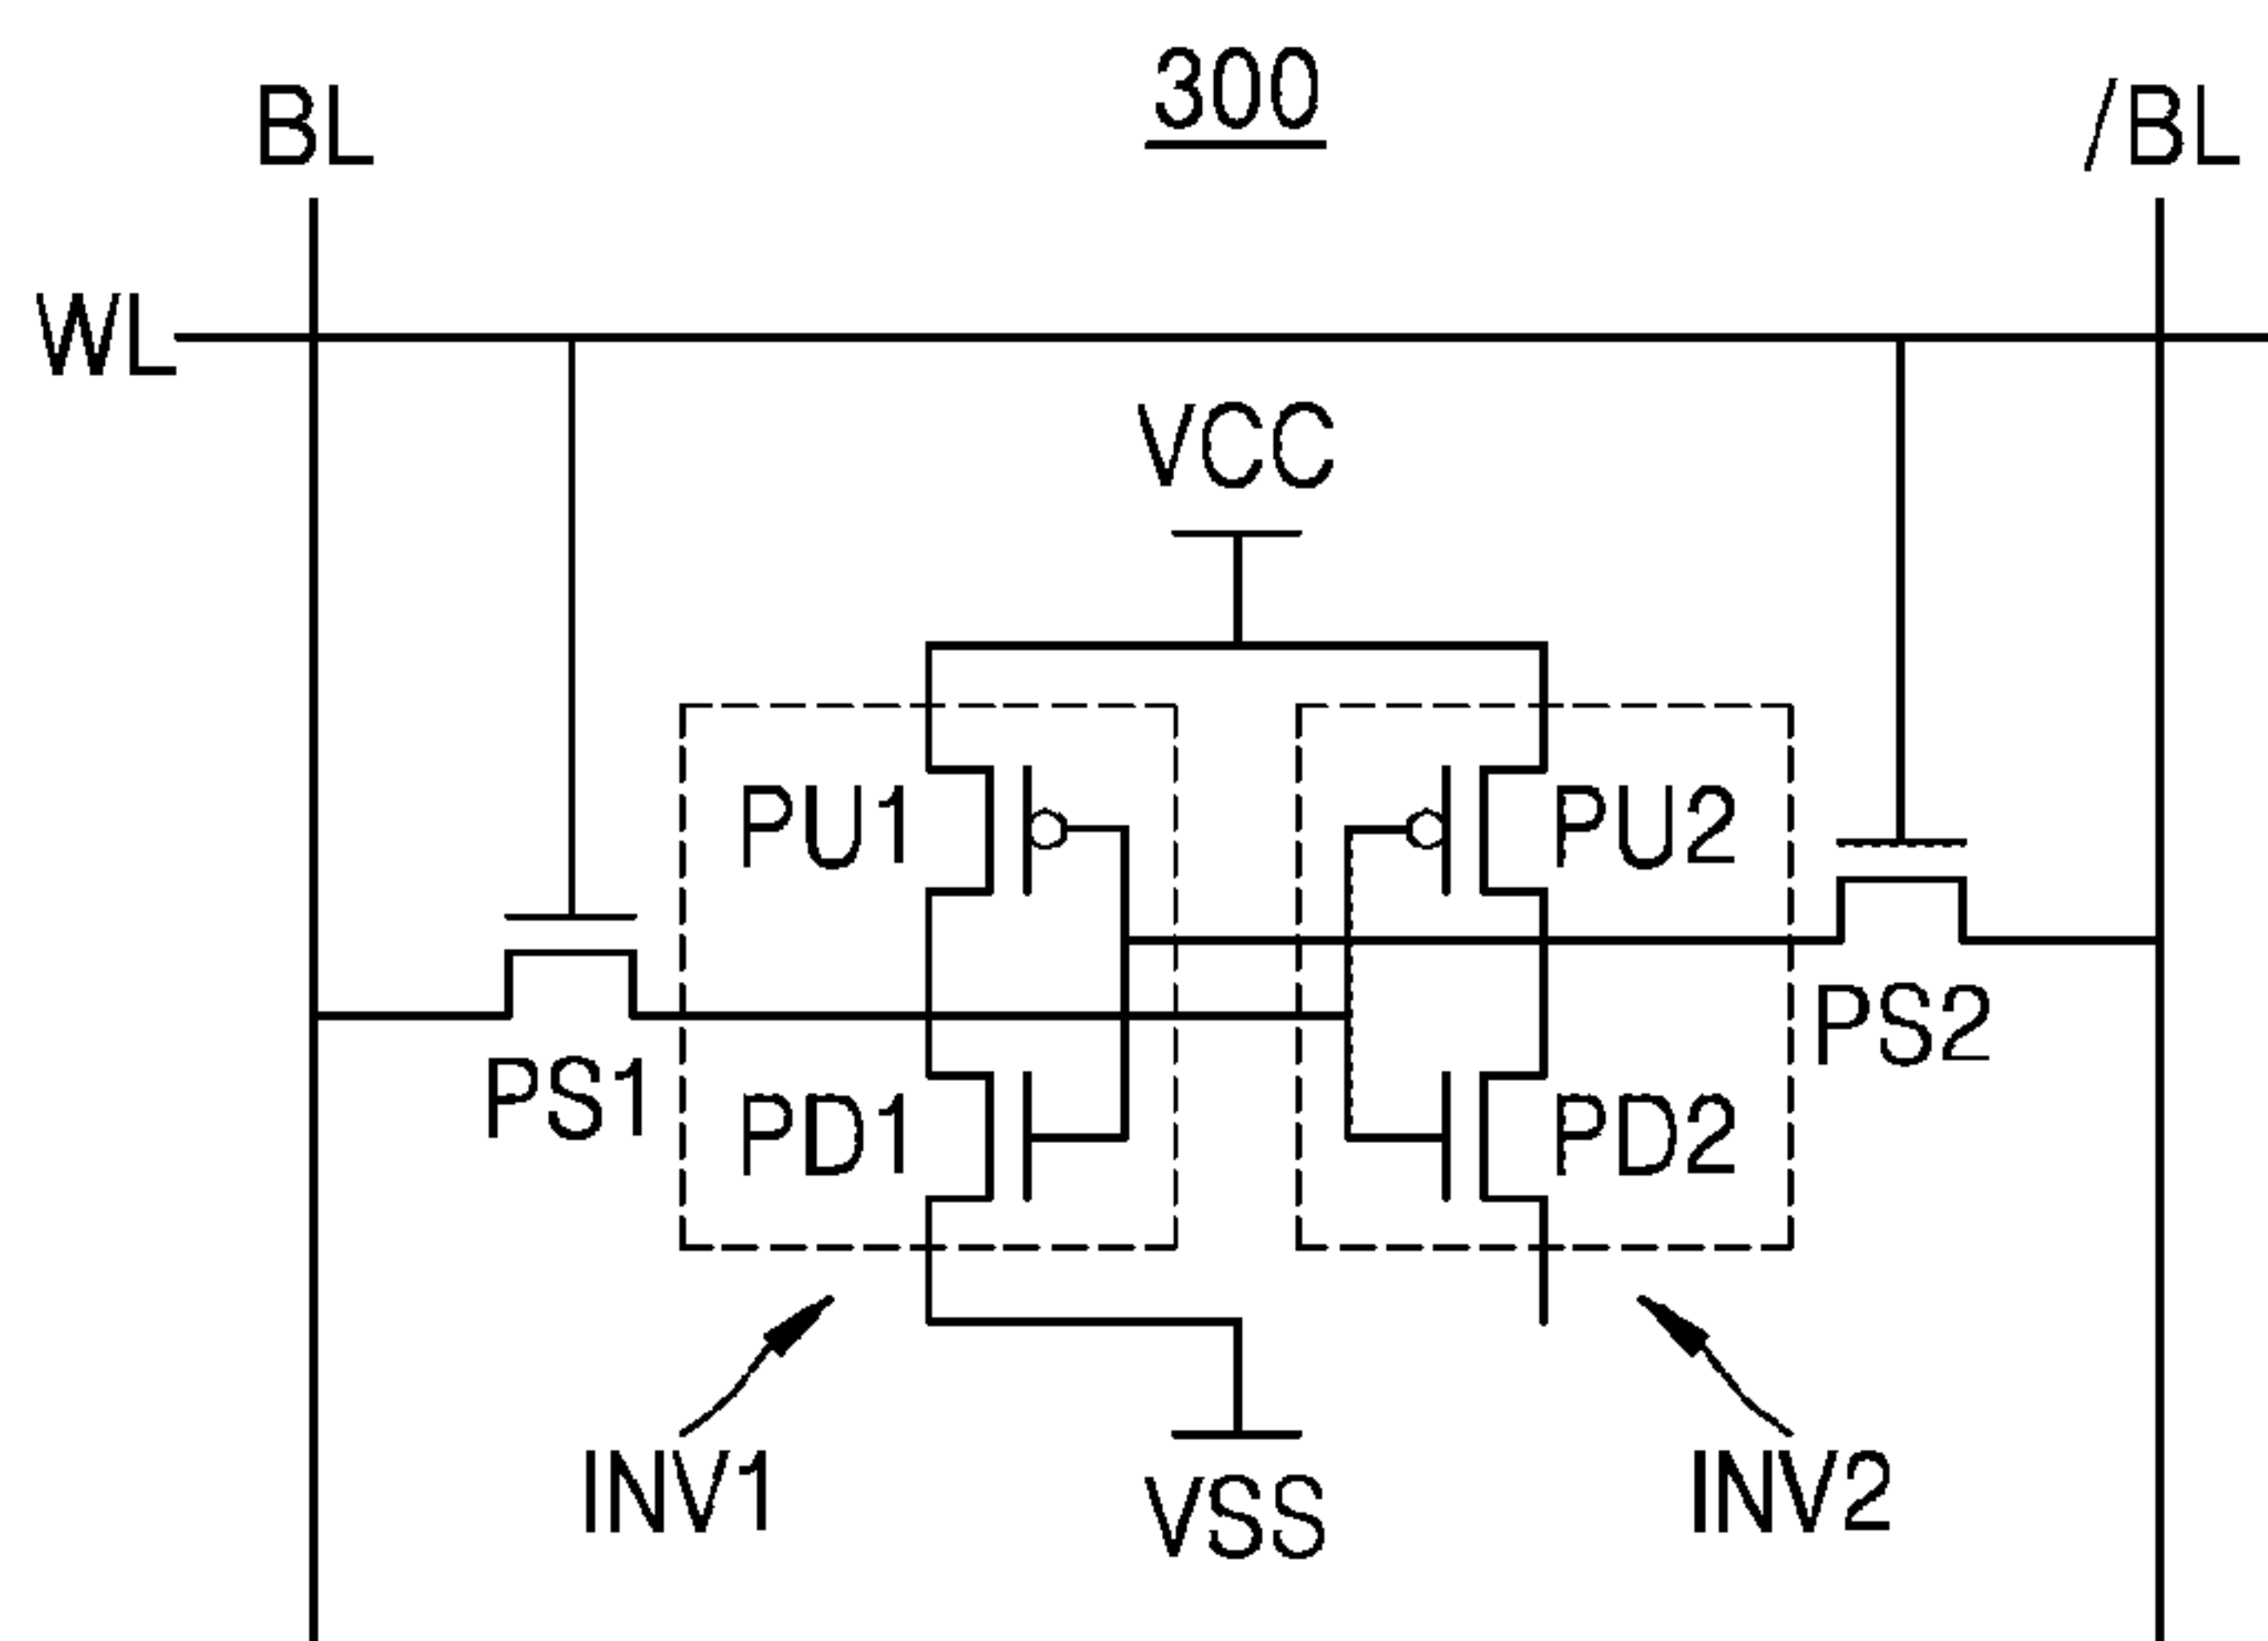 300
BL
/BL
WL
VCC
PU1
PU2
PS1
PS2
PD1
PD2
INV1
VSS
INV2